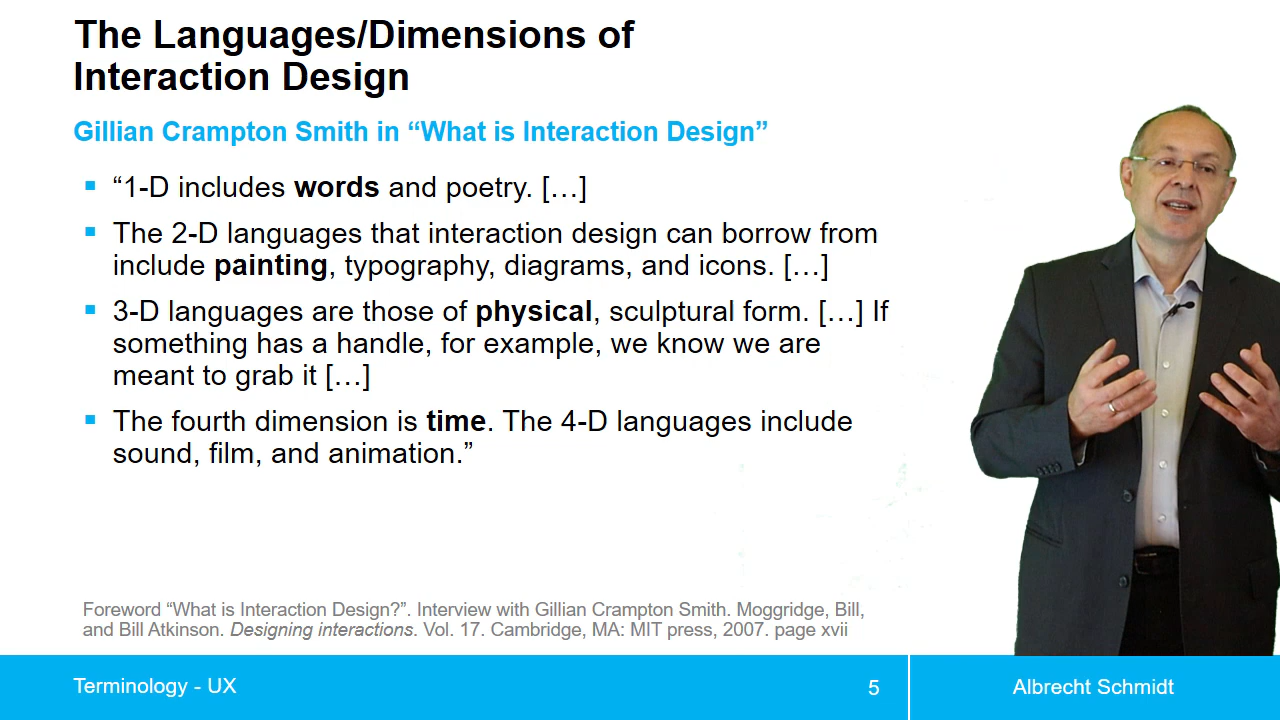 The Languages/Dimensions of
Interaction Design
Gillian Crampton Smith in “What is Interaction Design”
“1-D includes words and poetry. […]
The 2-D languages that interaction design can borrow from
include painting, typography, diagrams, and icons. […]
3-D languages are those of physical, sculptural form. […] If
something has a handle, for example, we know we are
meant to grab it […]
The fourth dimension is time. The 4-D languages include
sound, film, and animation.”
Foreword “What is Interaction Design?”. Interview with Gillian Crampton Smith. Moggridge, Bill,
and Bill Atkinson. Designing interactions. Vol. 17. Cambridge, MA: MIT press, 2007. page xvii
Terminology - UX
5
Albrecht Schmidt